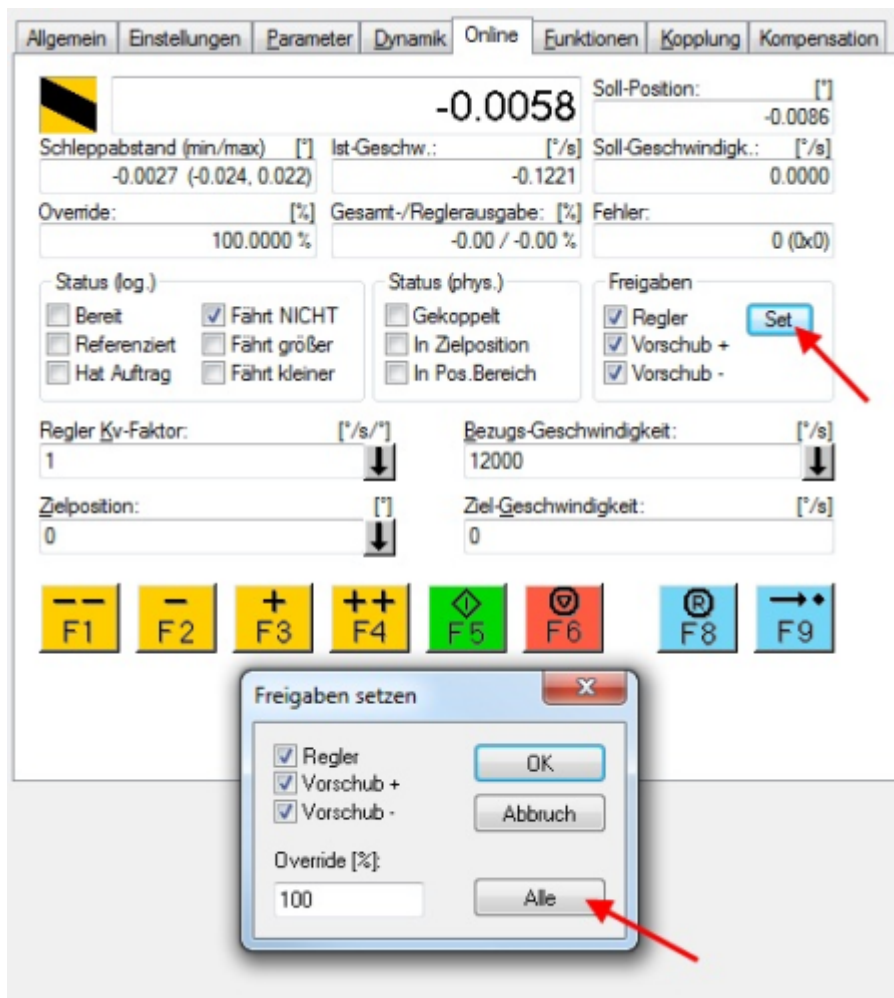 Allgemein Einstellungen Parameter Dynamik Online Funktionen Kopplung Kompensation
-0.0058
Soll-Position: [°]
-0.0086
Schleppabstand (min/max) [°] Ist-Geschw.: [°/s] Soll-Geschwindigk.: [°/s]
-0.0027 (-0.024, 0.022) -0.1221 0.0000
Override: [%] Gesamt-/Reglerausgabe: [%] Fehler:
100.0000 % -0.00 / -0.00 % 0 (0x0)
Status (log.) Status (phys.) Freigaben
Bereit Fährt NICHT Gekoppelt Regler Set
Referenziert Fährt größer In Zielposition Vorschub +
Hat Auftrag Fährt kleiner In Pos.Bereich Vorschub -
Regler Kv-Faktor: [°/s/°] Bezugs-Geschwindigkeit: [°/s]
1 12000
Zielposition: [°] Ziel-Geschwindigkeit: [°/s]
0 0
-- - + ++ R
F1 F2 F3 F4 F5 F6 F8 F9
Freigaben setzen
Regler OK
Vorschub +
Vorschub - Abbruch
Override [%]:
100 Alle